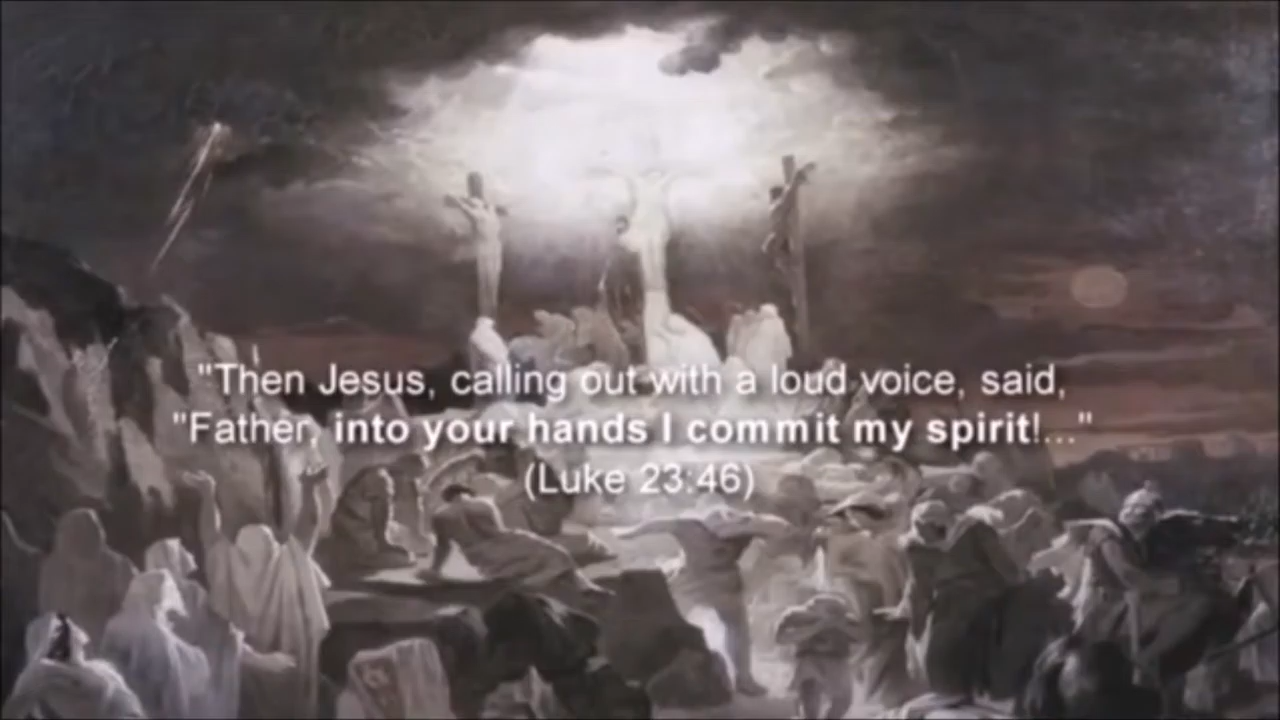 "Then Jesus, calling out with a loud voice, said,
"Father, into your hands I commit my spirit!..."
(Luke 23:46)